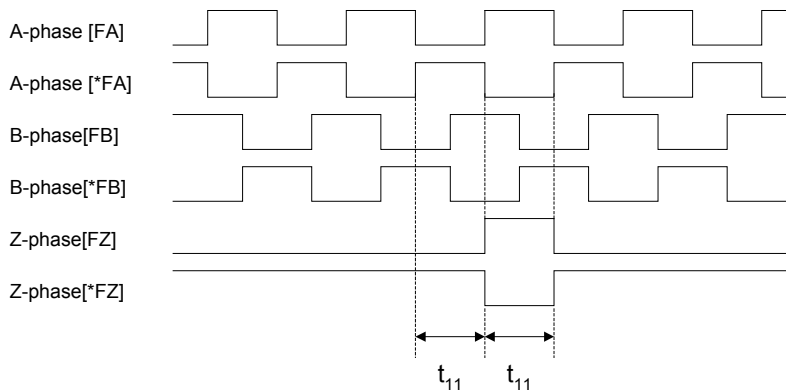 A-phase [FA]
A-phase [*FA]
B-phase[FB]
B-phase[*FB]
Z-phase[FZ]
Z-phase[*FZ]
t11 t11